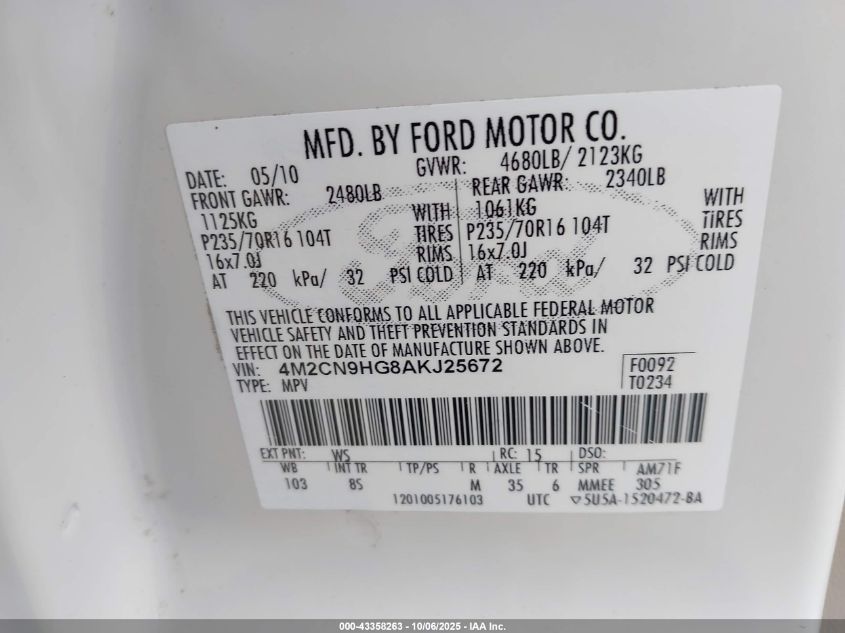 MFD. BY FORD MOTOR CO.
DATE: 05/10 GVWR: 4680LB/ 2123KG
FRONT GAWR: 2480LB REAR GAWR: 2340LB
1125KG WITH 1061KG WITH
P235/70R16 104T TIRES P235/70R16 104T TIRES
16x7.0J RIMS 16x7.0J RIMS
AT 220 kPa/ 32 PSI COLD AT 220 kPa/ 32 PSI COLD
THIS VEHICLE CONFORMS TO ALL APPLICABLE FEDERAL MOTOR
VEHICLE SAFETY AND THEFT PREVENTION STANDARDS IN
EFFECT ON THE DATE OF MANUFACTURE SHOWN ABOVE.
VIN: 4M2CN9HG8AKJ25672 F0092
TYPE: MPV T0234
EXT PNT: WS RC: 15 DSO:
WB INT TR TP/PS R AXLE TR SPR AM71F
103 8S M 35 6 MMEE 305
1201005176103 UTC ▽5U5A-1520472-BA
000-43358263 - 10/06/2025 - IAA Inc.